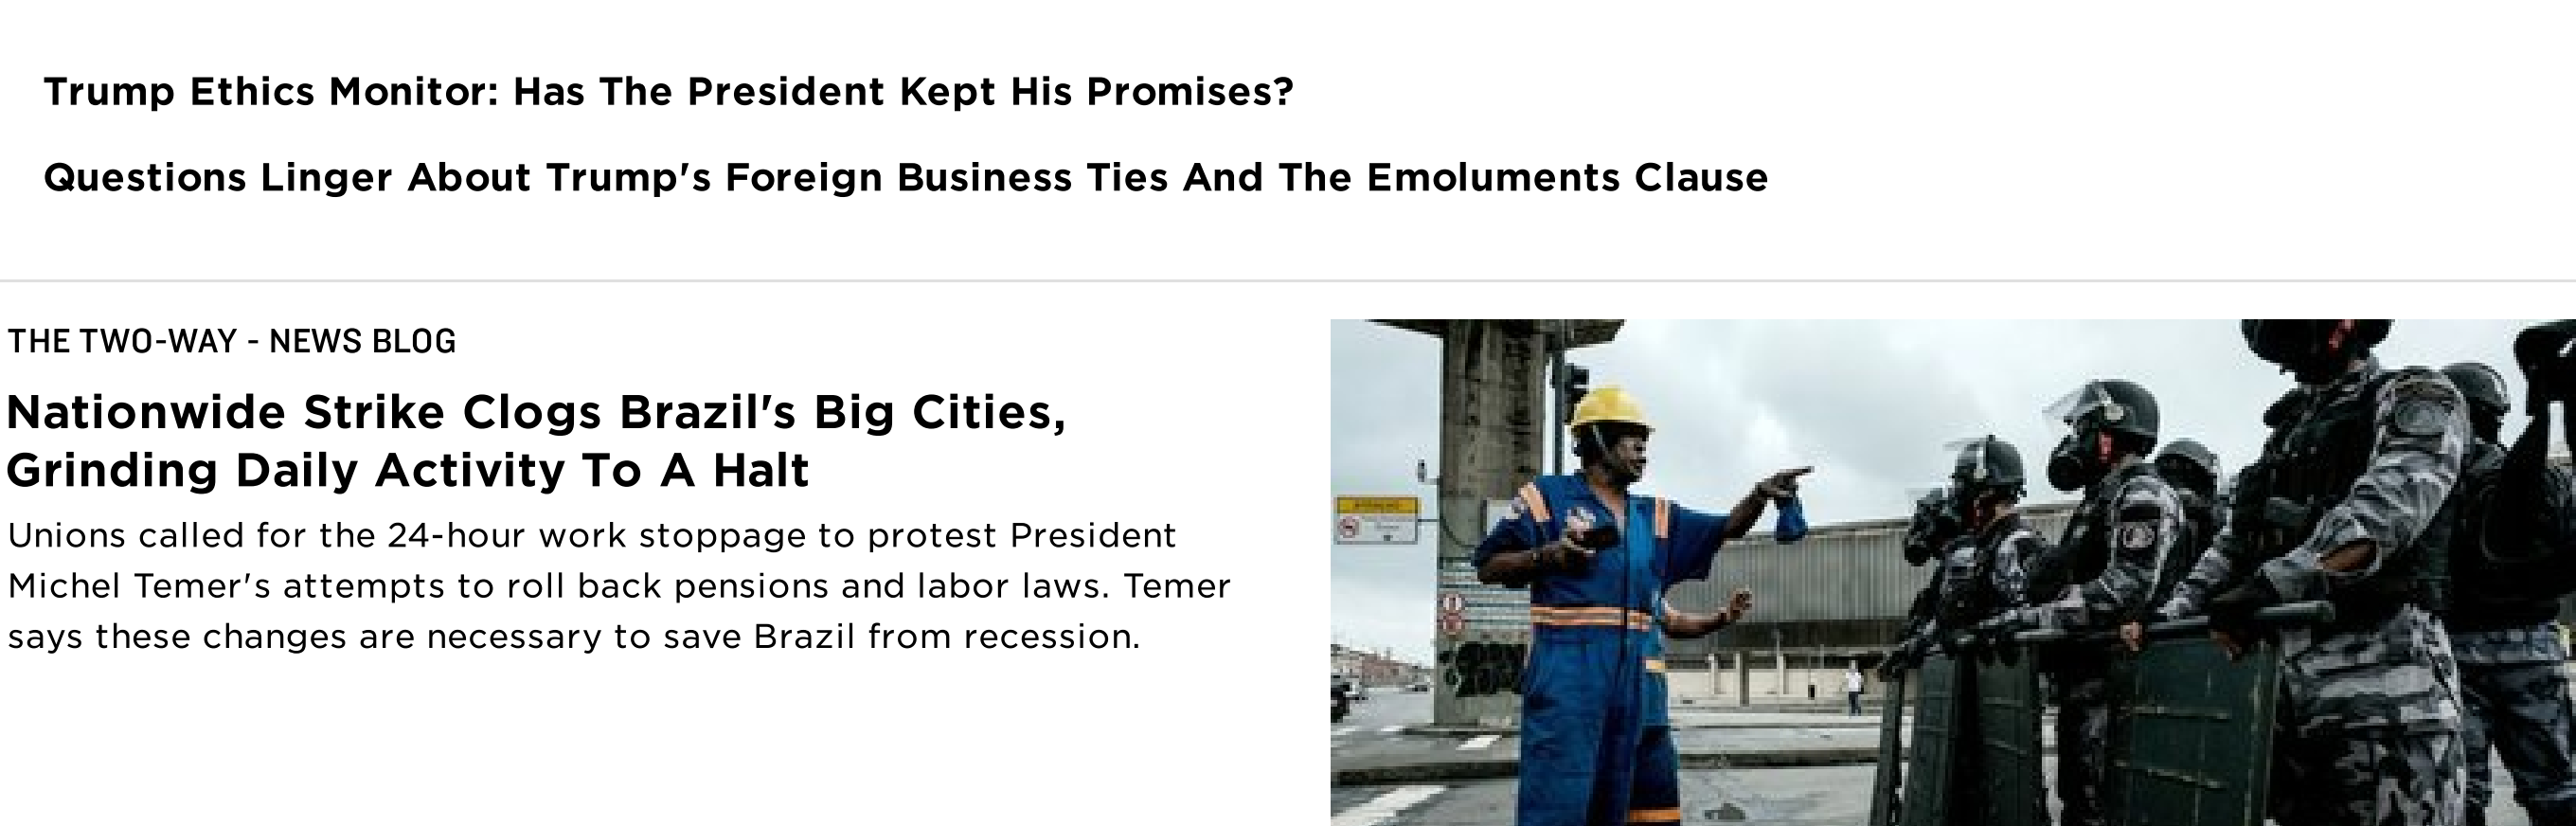 Trump Ethics Monitor: Has The President Kept His Promises?
Questions Linger About Trump's Foreign Business Ties And The Emoluments Clause
THE TWO-WAY - NEWS BLOG
Nationwide Strike Clogs Brazil's Big Cities,
Grinding Daily Activity To A Halt
Unions called for the 24-hour work stoppage to protest President
Michel Temer's attempts to roll back pensions and labor laws. Temer
says these changes are necessary to save Brazil from recession.